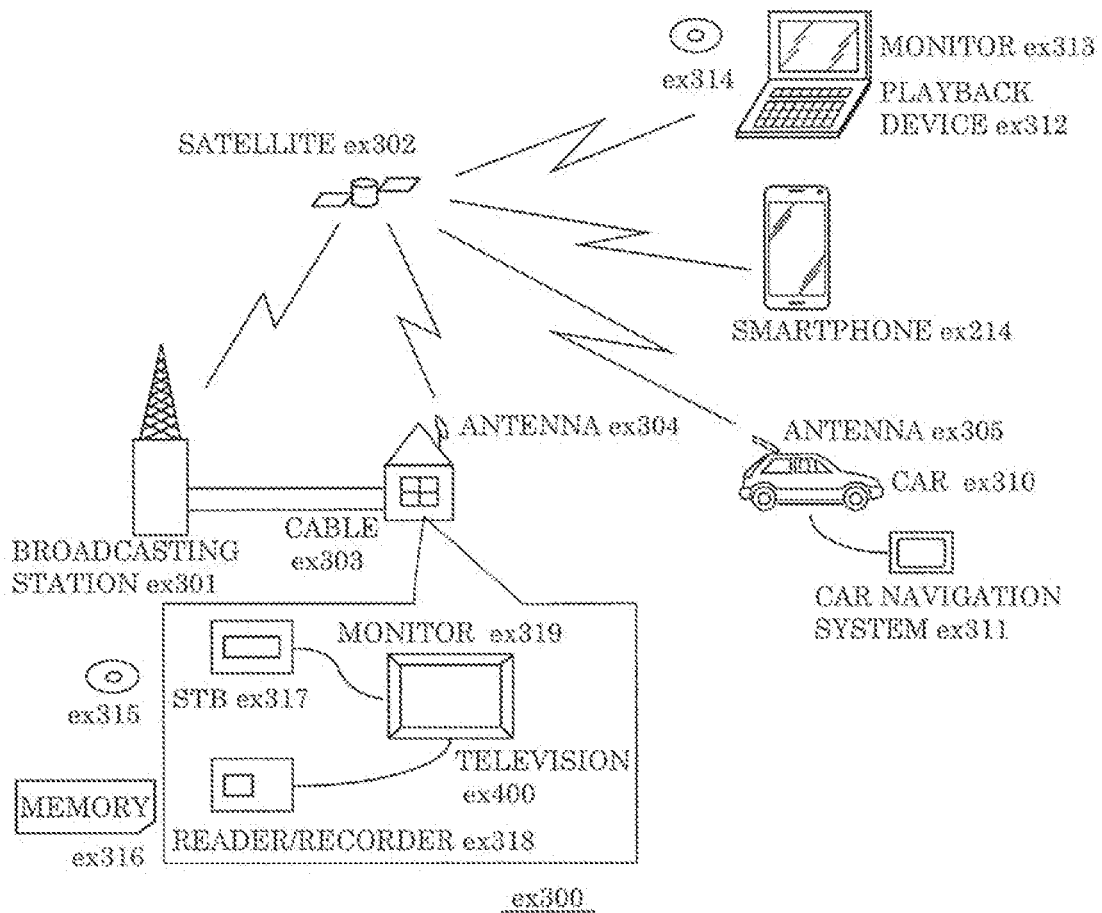 MONITOR ex313
ex314
PLAYBACK
DEVICE ex312
SATELLITE ex302
SMARTPHONE ex214
ANTENNA ex304
ANTENNA ex305
CAR ex310
CABLE
ex303
BROADCASTING
STATION ex301
CAR NAVIGATION
SYSTEM ex311
MONITOR ex319
STB ex317
ex315
TELEVISION
ex400
MEMORY
ex316
READER/RECORDER ex318
ex300